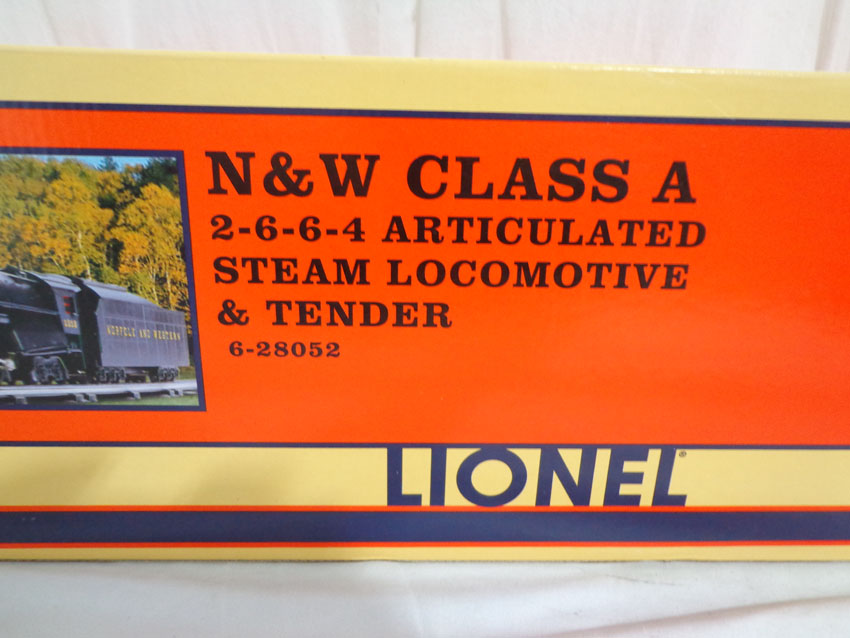 N&W CLASS A
2-6-6-4 ARTICULATED
STEAM LOCOMOTIVE
& TENDER
6-28052
NORFOLK AND WESTERN
LIONEL®